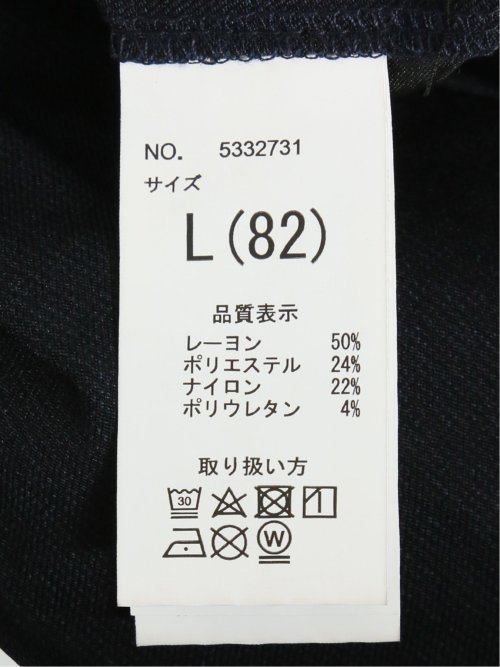 NO. 5332731
サイズ
L(82)
品質表示
レーヨン 50%
ポリエステル 24%
ナイロン 22%
ポリウレタン 4%
取り扱い方
30
W